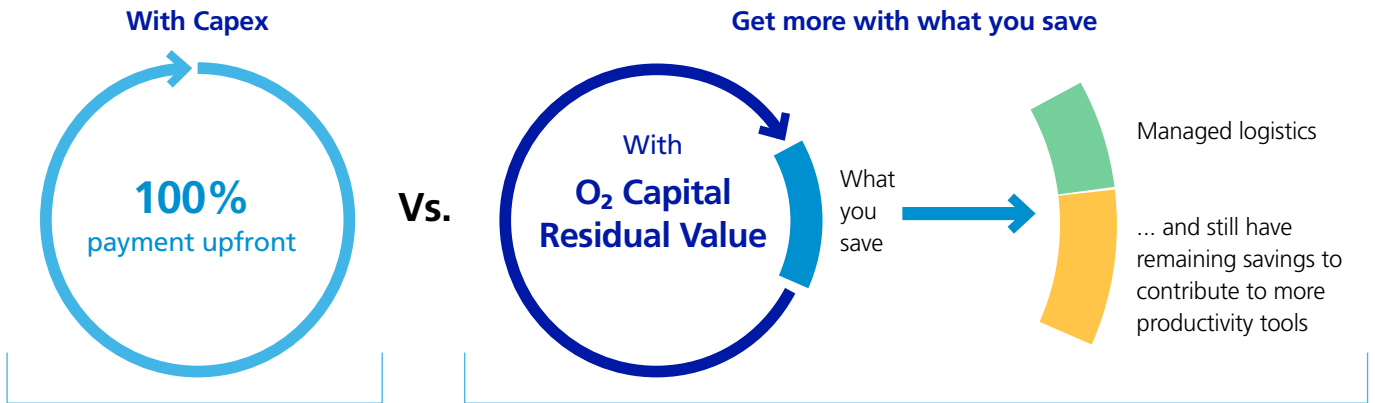 With Capex
100%
payment upfront
Vs.
Get more with what you save
With
O₂ Capital
Residual Value
What
you
save
Managed logistics
... and still have
remaining savings to
contribute to more
productivity tools